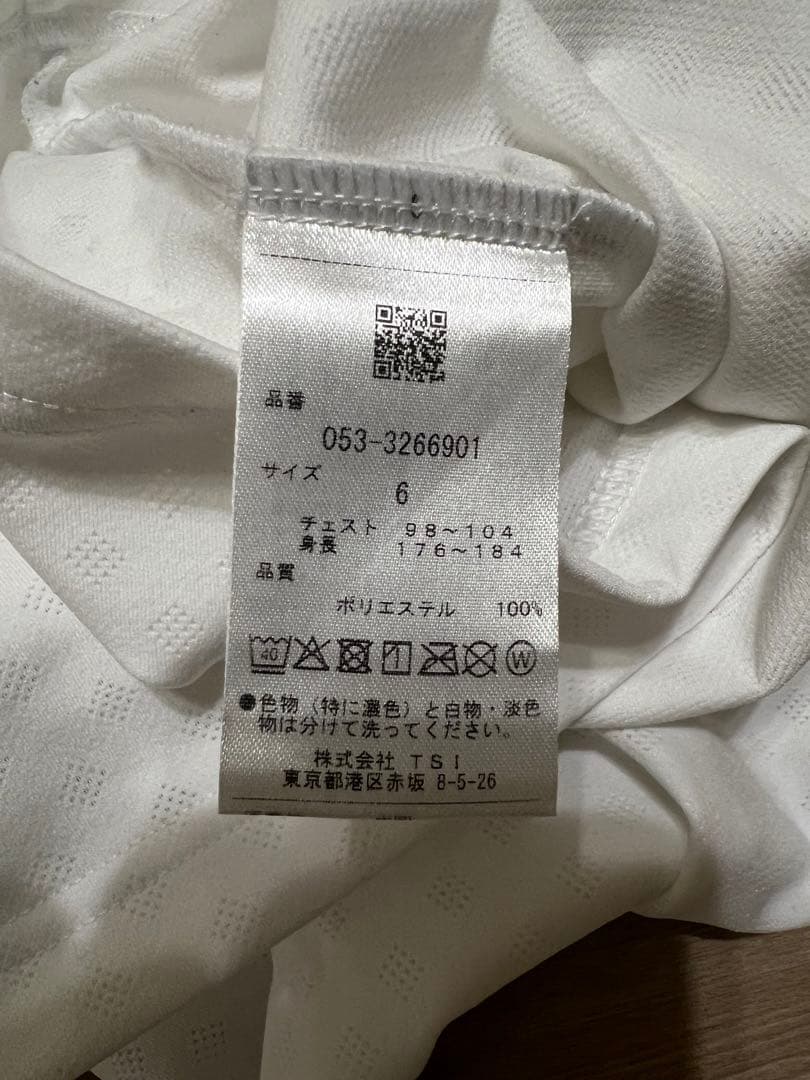 品番
053-3266901
サイズ
6
チェスト 98~104
身長 176~184
品質
ポリエステル 100%
40
W
●色物(特に濃色)と白物・淡色
物は分けて洗ってください。
株式会社 TSI
東京都港区赤坂 8-5-26